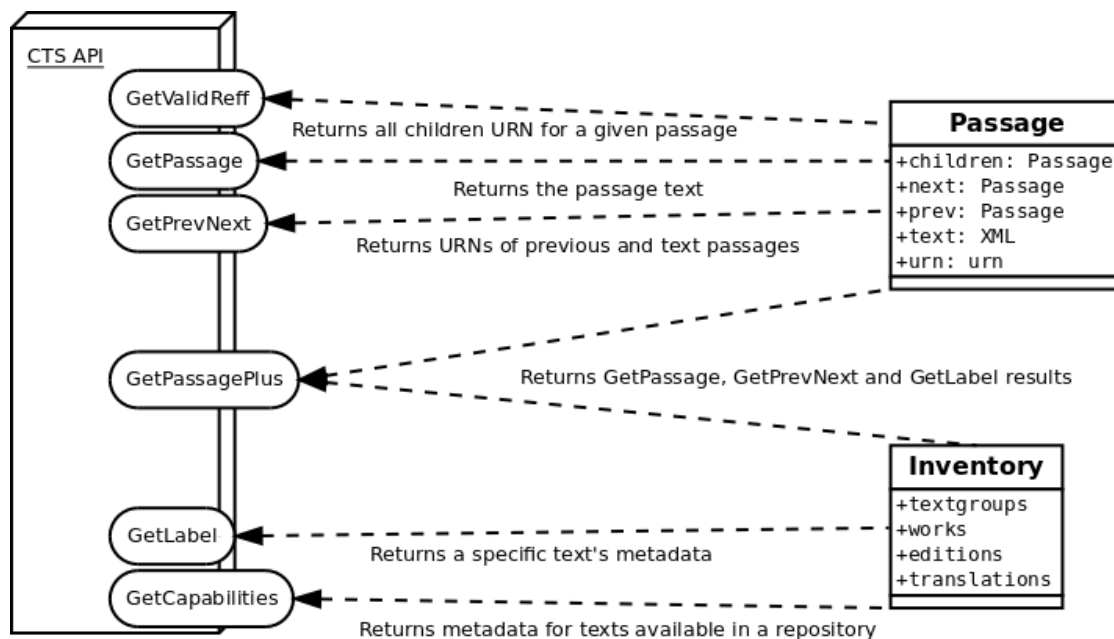 CTS API
GetValidReff
Returns all children URN for a given passage
GetPassage
Returns the passage text
GetPrevNext
Returns URNs of previous and text passages
Passage
+children: Passage
+next: Passage
+prev: Passage
+text: XML
+urn: urn
GetPassagePlus
Returns GetPassage, GetPrevNext and GetLabel results
Inventory
+textgroups
+works
+editions
+translations
GetLabel
Returns a specific text's metadata
GetCapabilities
Returns metadata for texts available in a repository